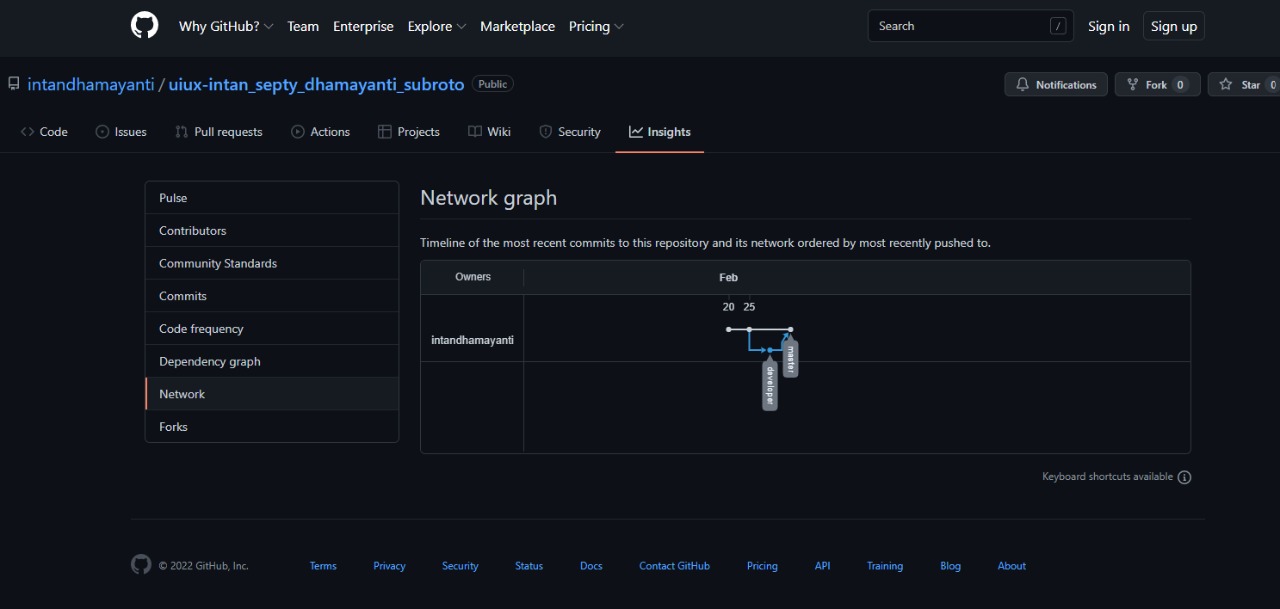 Why GitHub? Team Enterprise Explore Marketplace Pricing Search / Sign in Sign up
intandhamayanti / uiux-intan_septy_dhamayanti_subroto Public Notifications Fork 0 Star 0
Code Issues Pull requests Actions Projects Wiki Security Insights
Pulse
Contributors
Community Standards
Commits
Code frequency
Dependency graph
Network
Forks
Network graph
Timeline of the most recent commits to this repository and its network ordered by most recently pushed to.
Owners Feb
20 25
intandhamayanti
master
developer
Keyboard shortcuts available
© 2022 GitHub, Inc. Terms Privacy Security Status Docs Contact GitHub Pricing API Training Blog About